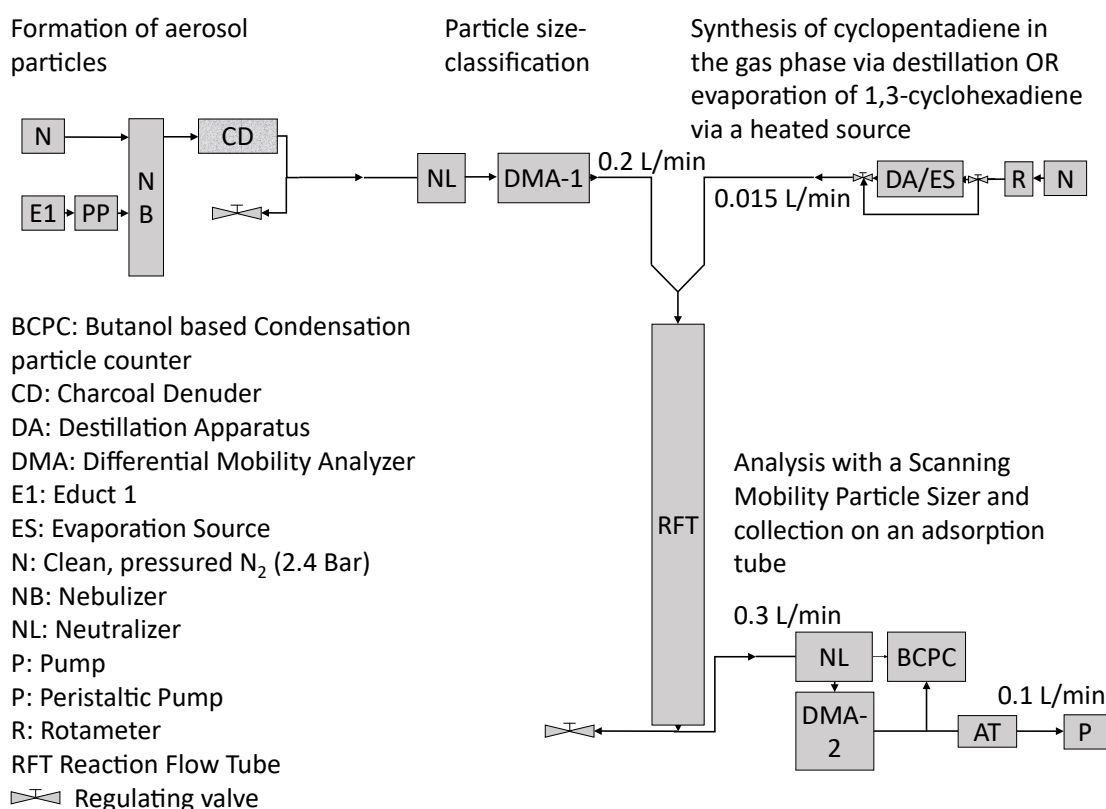 Formation of aerosol
particles
Particle size-
classification
Synthesis of cyclopentadiene in
the gas phase via destillation OR
evaporation of 1,3-cyclohexadiene
via a heated source
N
CD
N
B
E1
PP
NL
DMA-1
0.2 L/min
0.015 L/min
DA/ES
R
N
BCPC: Butanol based Condensation
particle counter
CD: Charcoal Denuder
DA: Destillation Apparatus
DMA: Differential Mobility Analyzer
E1: Educt 1
ES: Evaporation Source
N: Clean, pressured N₂ (2.4 Bar)
NB: Nebulizer
NL: Neutralizer
P: Pump
P: Peristaltic Pump
R: Rotameter
RFT Reaction Flow Tube
Regulating valve
RFT
Analysis with a Scanning
Mobility Particle Sizer and
collection on an adsorption
tube
0.3 L/min
NL
BCPC
DMA-
2
AT
0.1 L/min
P